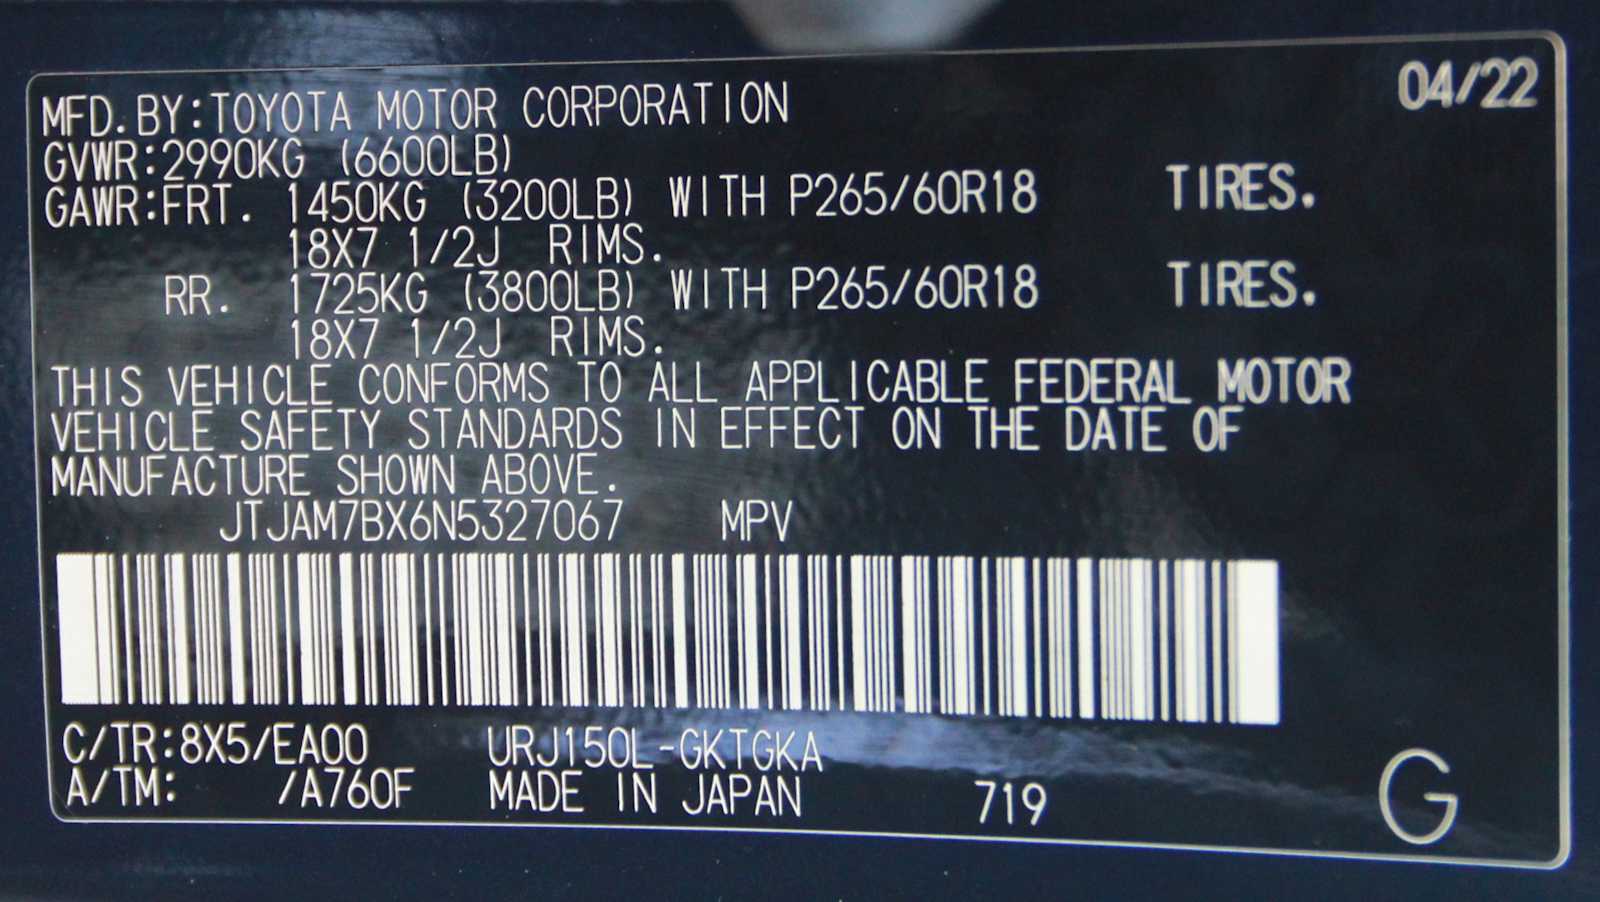 04/22
MFD. BY: TOYOTA MOTOR CORPORATION
GVWR: 2990KG (6600LB)
GAWR: FRT. 1450KG (3200LB) WITH P265/60R18 TIRES.
18X7 1/2J RIMS.
RR. 1725KG (3800LB) WITH P265/60R18 TIRES.
18X7 1/2J RIMS.
THIS VEHICLE CONFORMS TO ALL APPLICABLE FEDERAL MOTOR
VEHICLE SAFETY STANDARDS IN EFFECT ON THE DATE OF
MANUFACTURE SHOWN ABOVE.
JTJAM7BX6N5327067 MPV
C/TR: 8X5/EA00 URJ150L-GKTGKA
A/TM: /A760F MADE IN JAPAN 719 G